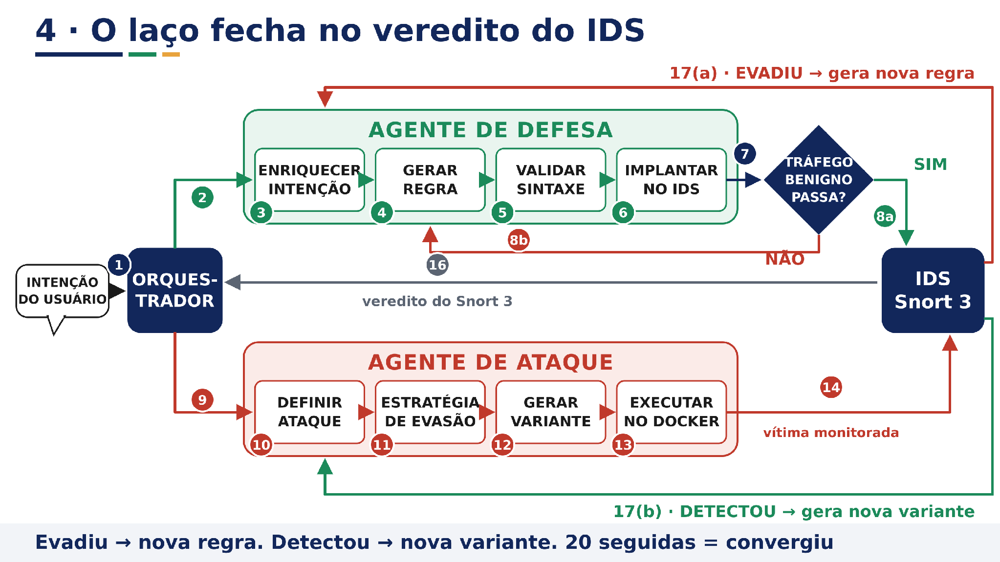 4 · O laço fecha no veredito do IDS
17(a) · EVADIU → gera nova regra
AGENTE DE DEFESA
ENRIQUECER
INTENÇÃO
3
GERAR
REGRA
4
VALIDAR
SINTAXE
5
IMPLANTAR
NO IDS
6
7
TRÁFEGO
BENIGNO
PASSA?
SIM
8a
2
8b
NÃO
16
1
INTENÇÃO
DO USUÁRIO
ORQUES-
TRADOR
veredito do Snort 3
IDS
Snort 3
AGENTE DE ATAQUE
9
DEFINIR
ATAQUE
10
ESTRATÉGIA
DE EVASÃO
11
GERAR
VARIANTE
12
EXECUTAR
NO DOCKER
13
14
vítima monitorada
17(b) · DETECTOU → gera nova variante
Evadiu → nova regra. Detectou → nova variante. 20 seguidas = convergiu